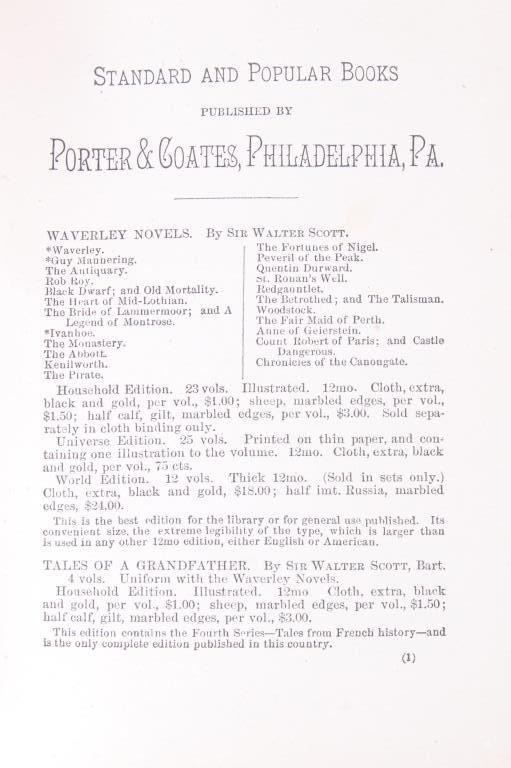 STANDARD AND POPULAR BOOKS
PUBLISHED BY
PORTER & COATES, PHILADELPHIA, PA.
WAVERLEY NOVELS. By SIR WALTER SCOTT.
*Waverley.
*Guy Mannering.
The Antiquary.
Rob Roy.
Black Dwarf; and Old Mortality.
The Heart of Mid-Lothian.
The Bride of Lammermoor; and A
Legend of Montrose.
*Ivanhoe.
The Monastery.
The Abbott.
Kenilworth.
The Pirate.
The Fortunes of Nigel.
Peveril of the Peak.
Quentin Durward.
St. Ronan's Well.
Redgauntlet.
The Betrothed; and The Talisman.
Woodstock.
The Fair Maid of Perth.
Anne of Geierstein.
Count Robert of Paris; and Castle
Dangerous.
Chronicles of the Canongate.
Household Edition. 23 vols. Illustrated. 12mo. Cloth, extra,
black and gold, per vol., $1.00; sheep, marbled edges, per vol.,
$1.50; half calf, gilt, marbled edges, per vol., $3.00. Sold sepa-
rately in cloth binding only.
Universe Edition. 25 vols. Printed on thin paper, and con-
taining one illustration to the volume. 12mo. Cloth, extra, black
and gold, per vol., 75 cts.
World Edition. 12 vols. Thick 12mo. (Sold in sets only.)
Cloth, extra, black and gold, $18.00; half imt. Russia, marbled
edges, $24.00.
This is the best edition for the library or for general use published. Its
convenient size, the extreme legibility of the type, which is larger than
is used in any other 12mo edition, either English or American.
TALES OF A GRANDFATHER. By SIR WALTER SCOTT, Bart.
4 vols. Uniform with the Waverley Novels.
Household Edition. Illustrated. 12mo Cloth, extra, black
and gold, per vol., $1.00; sheep, marbled edges, per vol., $1.50;
half calf, gilt, marbled edges, per vol., $3.00.
This edition contains the Fourth Series—Tales from French history—and
is the only complete edition published in this country.
(1)